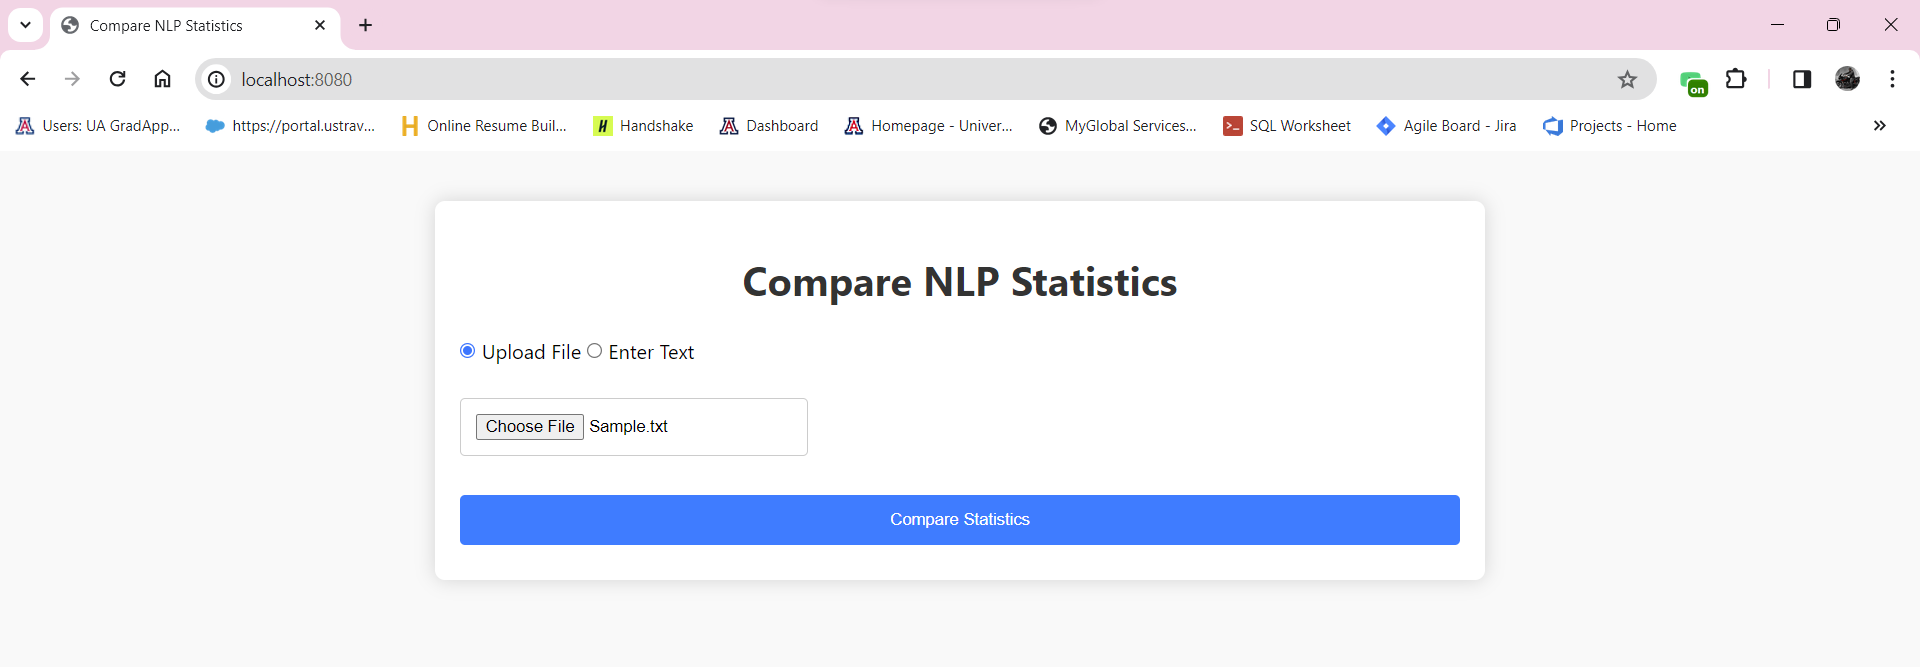 Compare NLP Statistics
localhost:8080
on
Users: UA GradApp... https://portal.ustrav... Online Resume Buil... Handshake Dashboard Homepage - Univer... MyGlobal Services... SQL Worksheet Agile Board - Jira Projects - Home
Compare NLP Statistics
Upload File Enter Text
Choose File Sample.txt
Compare Statistics